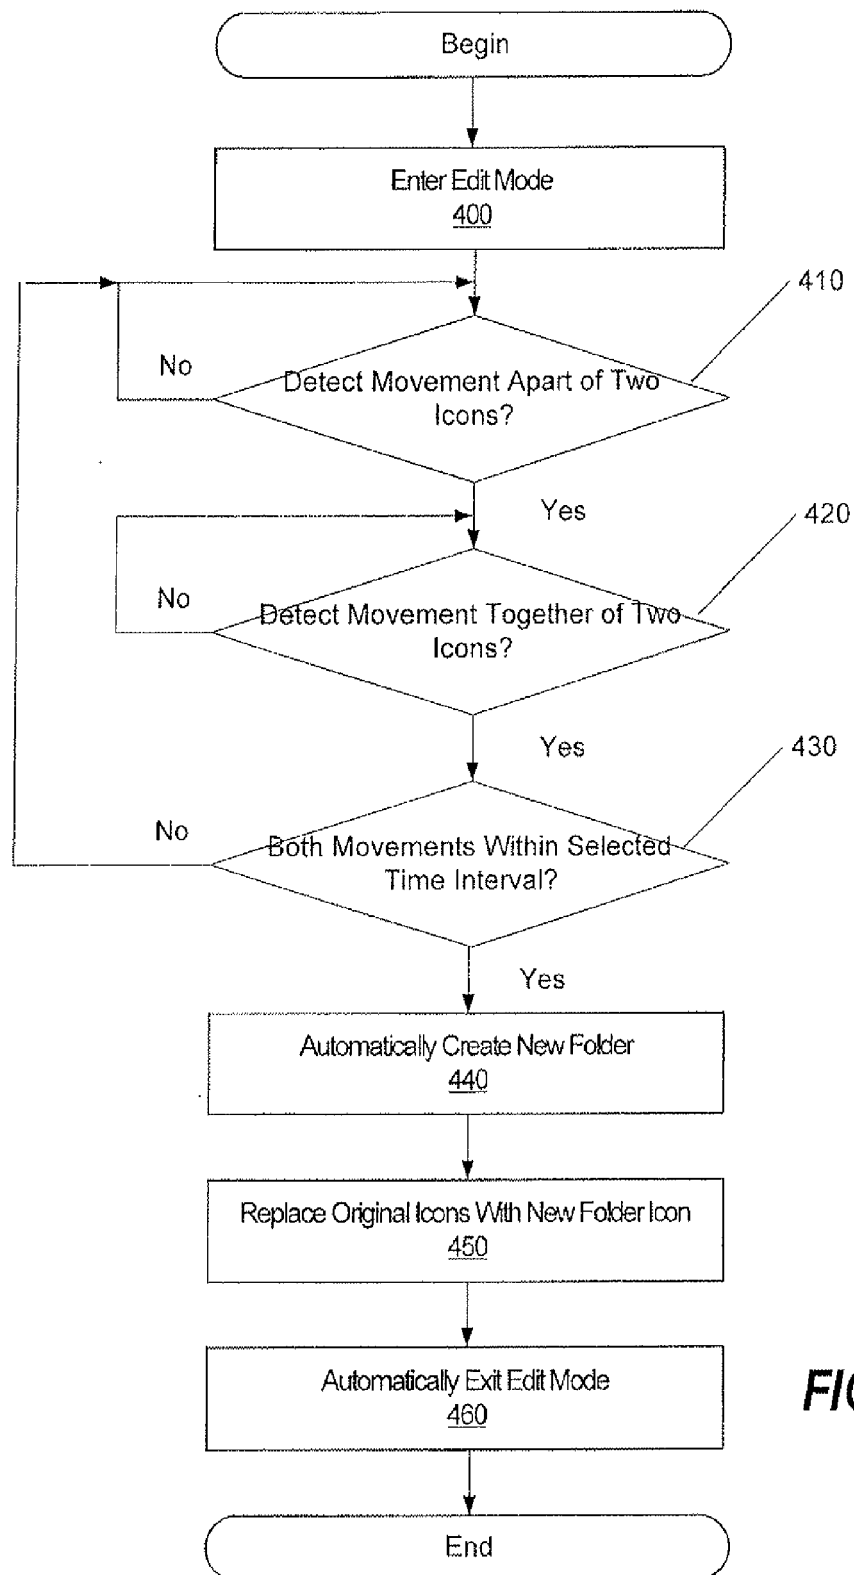 Begin
Enter Edit Mode
400
410
No
Detect Movement Apart of Two
Icons?
Yes
420
No
Detect Movement Together of Two
Icons?
Yes
430
No
Both Movements Within Selected
Time Interval?
Yes
Automatically Create New Folder
440
Replace Original Icons With New Folder Icon
450
Automatically Exit Edit Mode
460
End